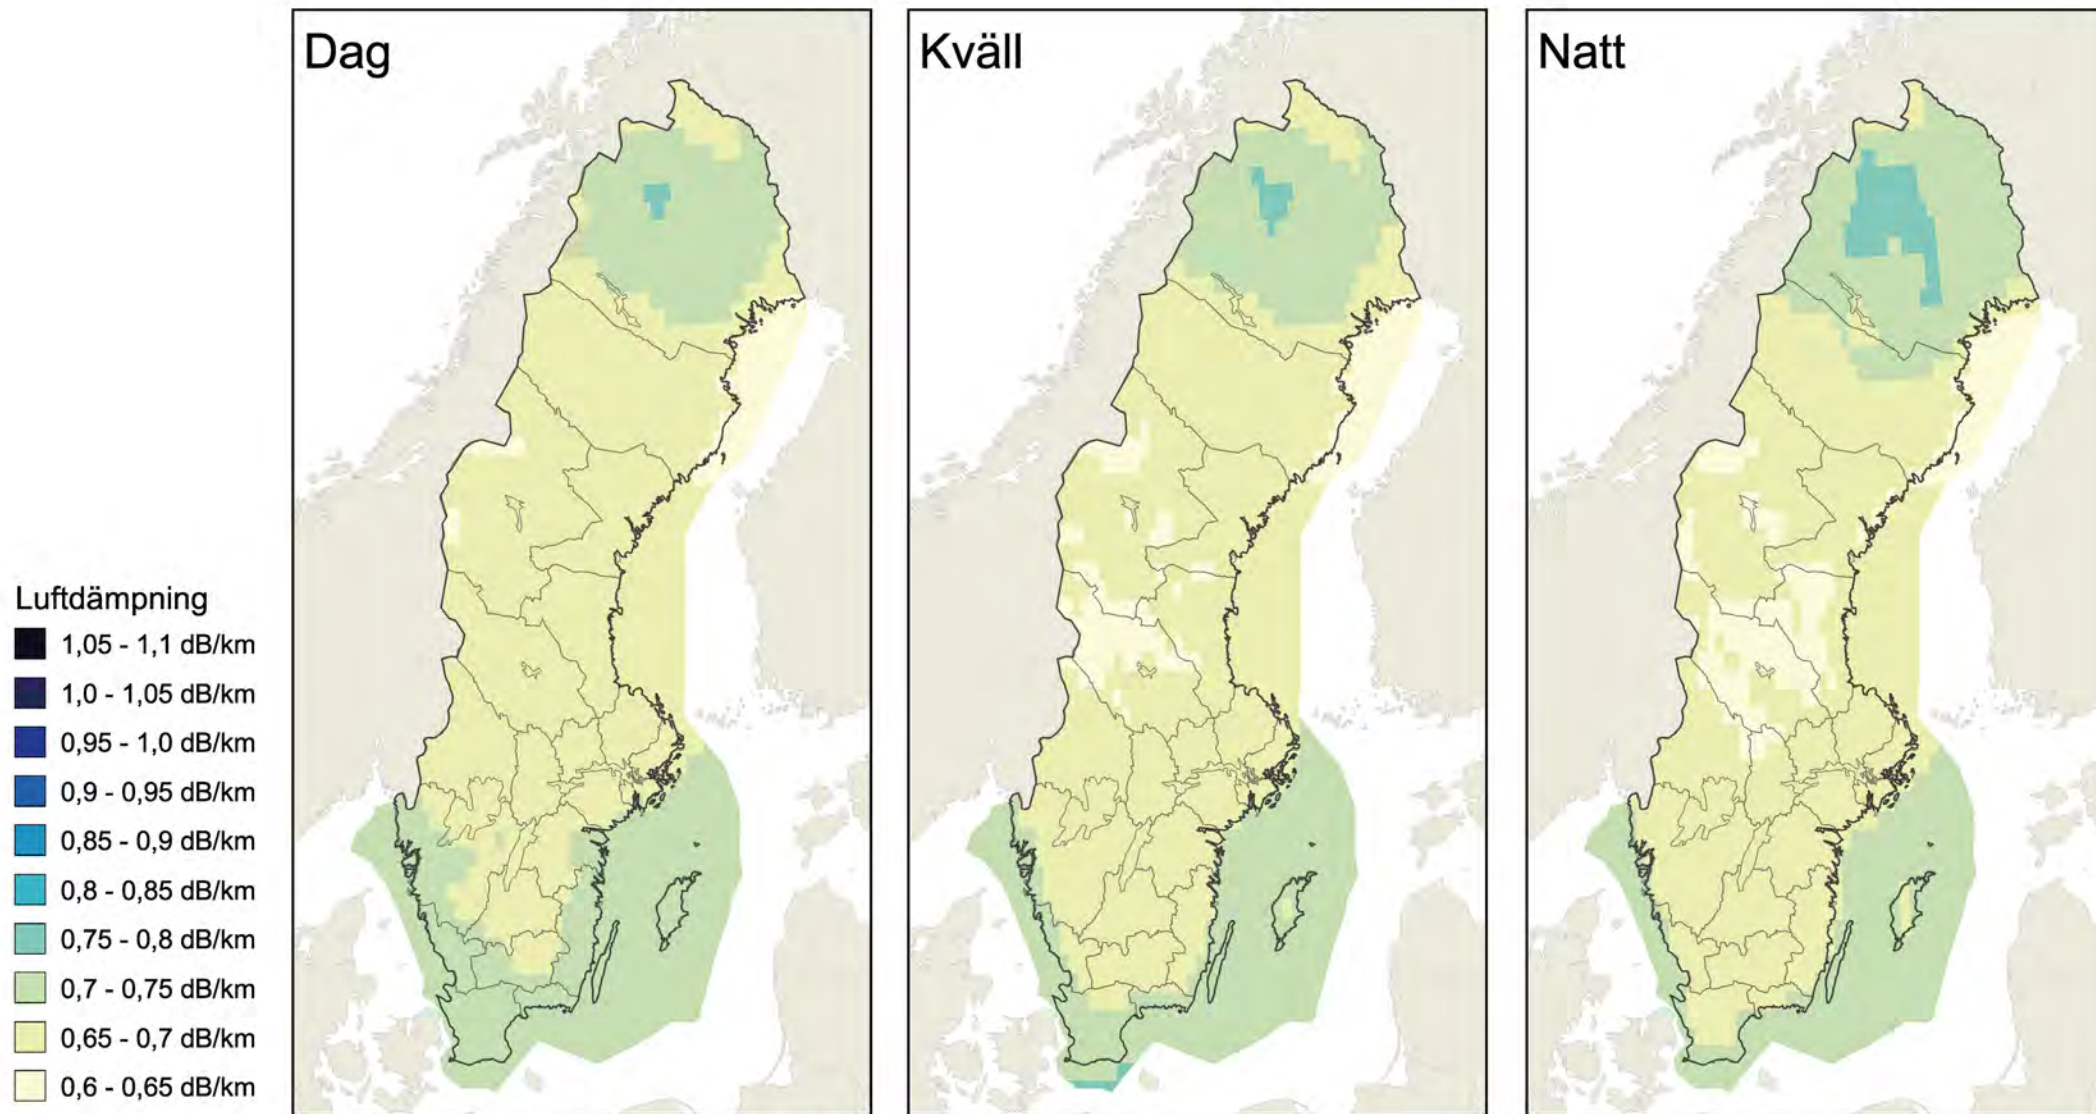 Dag
Kväll
Natt
Luftdämpning
1,05 - 1,1 dB/km
1,0 - 1,05 dB/km
0,95 - 1,0 dB/km
0,9 - 0,95 dB/km
0,85 - 0,9 dB/km
0,8 - 0,85 dB/km
0,75 - 0,8 dB/km
0,7 - 0,75 dB/km
0,65 - 0,7 dB/km
0,6 - 0,65 dB/km